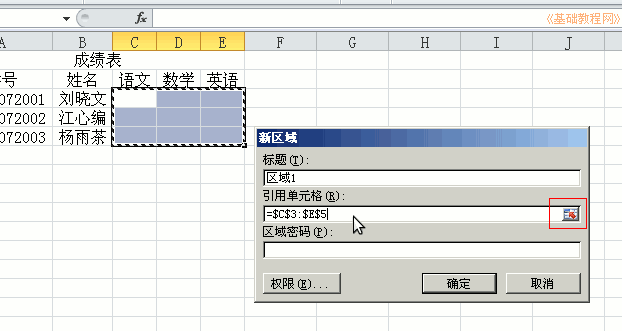 fx
《基础教程网》
A B C D E F G H I J
成绩表
号 姓名 语文 数学 英语
072001 刘晓文
072002 江心编
072003 杨雨茶
新区域
标题(T):
区域1
引用单元格(R):
=$C$3:$E$5
区域密码(P):
权限(E)... 确定 取消